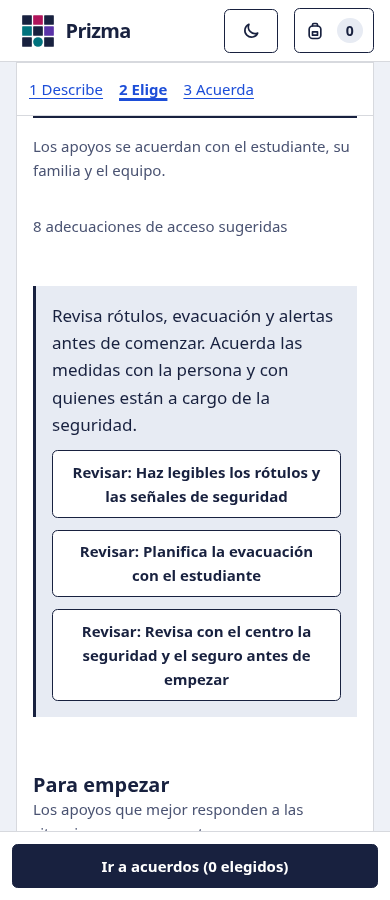 Prizma
0
1 Describe
2 Elige
3 Acuerda
Los apoyos se acuerdan con el estudiante, su
familia y el equipo.
8 adecuaciones de acceso sugeridas
Revisa rótulos, evacuación y alertas
antes de comenzar. Acuerda las
medidas con la persona y con
quienes están a cargo de la
seguridad.
Revisar: Haz legibles los rótulos y
las señales de seguridad
Revisar: Planifica la evacuación
con el estudiante
Revisar: Revisa con el centro la
seguridad y el seguro antes de
empezar
Para empezar
Los apoyos que mejor responden a las
Ir a acuerdos (0 elegidos)